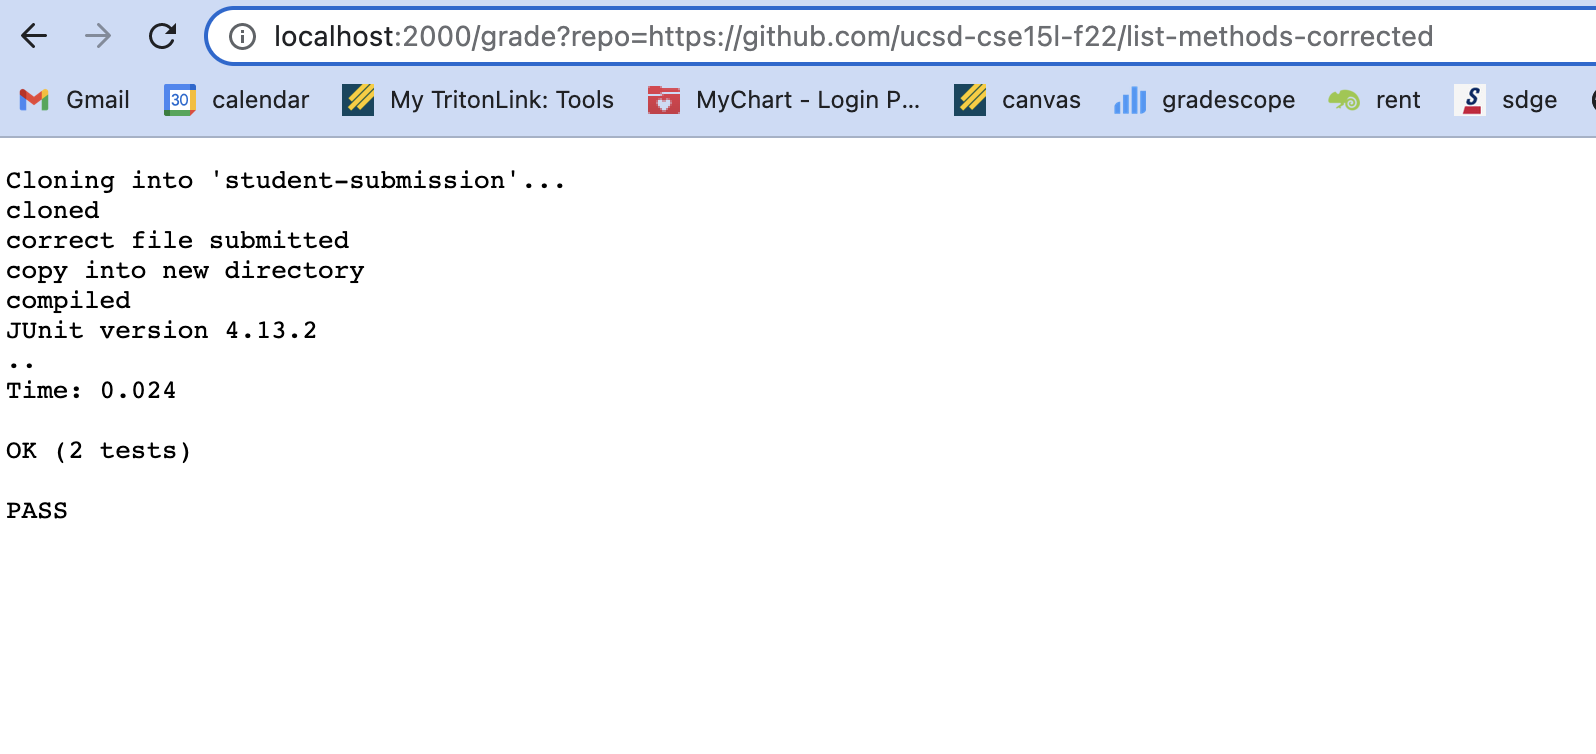 localhost:2000/grade?repo=https://github.com/ucsd-cse15l-f22/list-methods-corrected
Gmail 30 calendar My TritonLink: Tools MyChart - Login P... canvas gradescope rent S sdge
Cloning into 'student-submission'...
cloned
correct file submitted
copy into new directory
compiled
JUnit version 4.13.2
..
Time: 0.024
OK (2 tests)
PASS